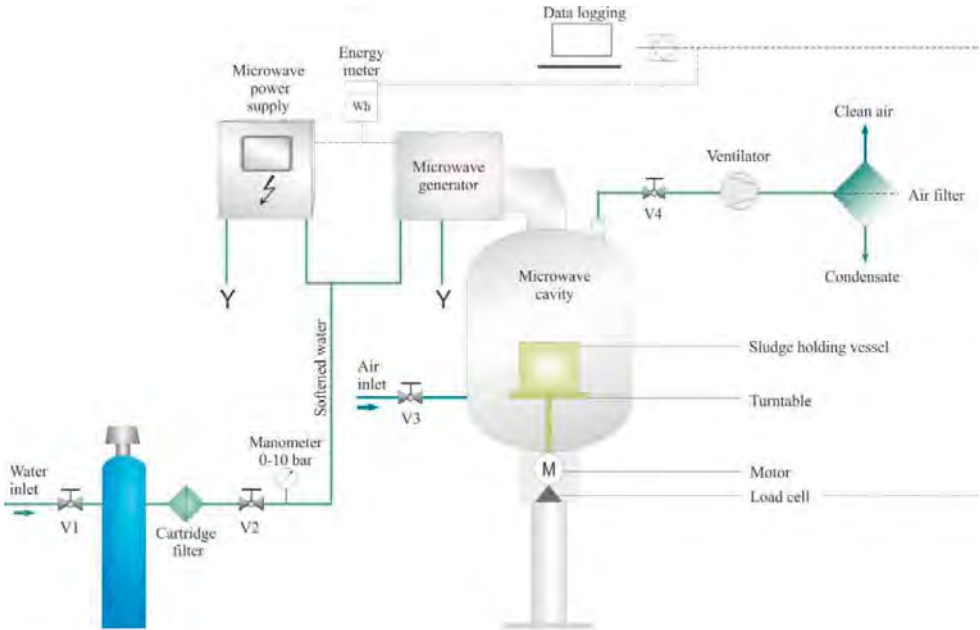 Data logging
Energy
meter
Wh
Microwave
power
supply
Microwave
generator
Clean air
Ventilator
V4
Air filter
Condensate
Microwave
cavity
Y
Y
Softened water
Air
inlet
V3
Sludge holding vessel
Turntable
Manometer
0-10 bar
M
Motor
Load cell
Water
inlet
V1
V2
Cartridge
filter